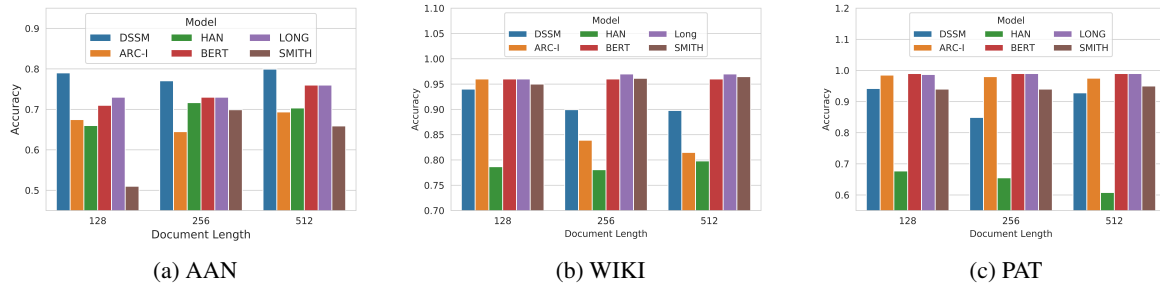 Model
DSSM HAN LONG
ARC-I BERT SMITH
Accuracy
0.9
0.8
0.7
0.6
0.5
128 256 512
Document Length
(a) AAN
Model
DSSM HAN Long
ARC-I BERT SMITH
Accuracy
1.10
1.05
1.00
0.95
0.90
0.85
0.80
0.75
0.70
128 256 512
Document Length
(b) WIKI
Model
DSSM HAN LONG
ARC-I BERT SMITH
Accuracy
1.2
1.1
1.0
0.9
0.8
0.7
0.6
128 256 512
Document Length
(c) PAT